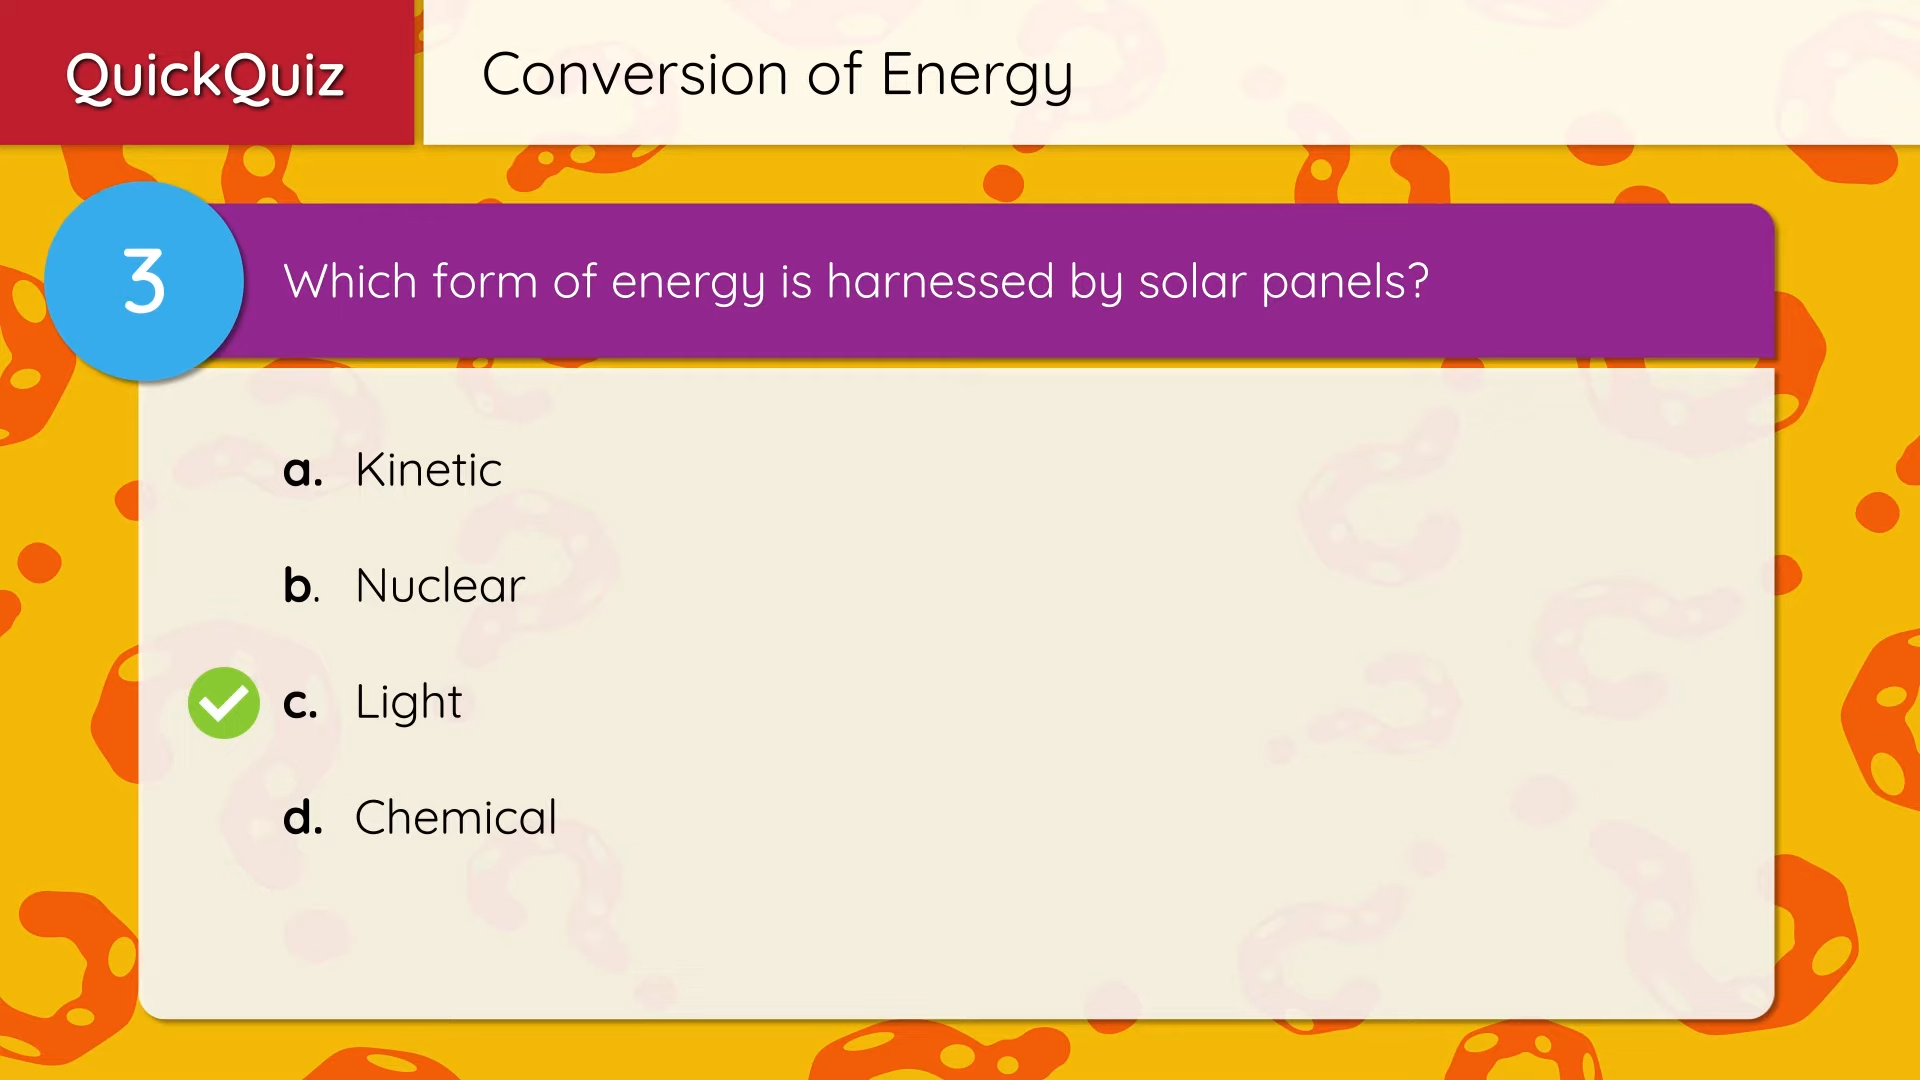 QuickQuiz
Conversion of Energy
3
Which form of energy is harnessed by solar panels?
a. Kinetic
b. Nuclear
c. Light
d. Chemical